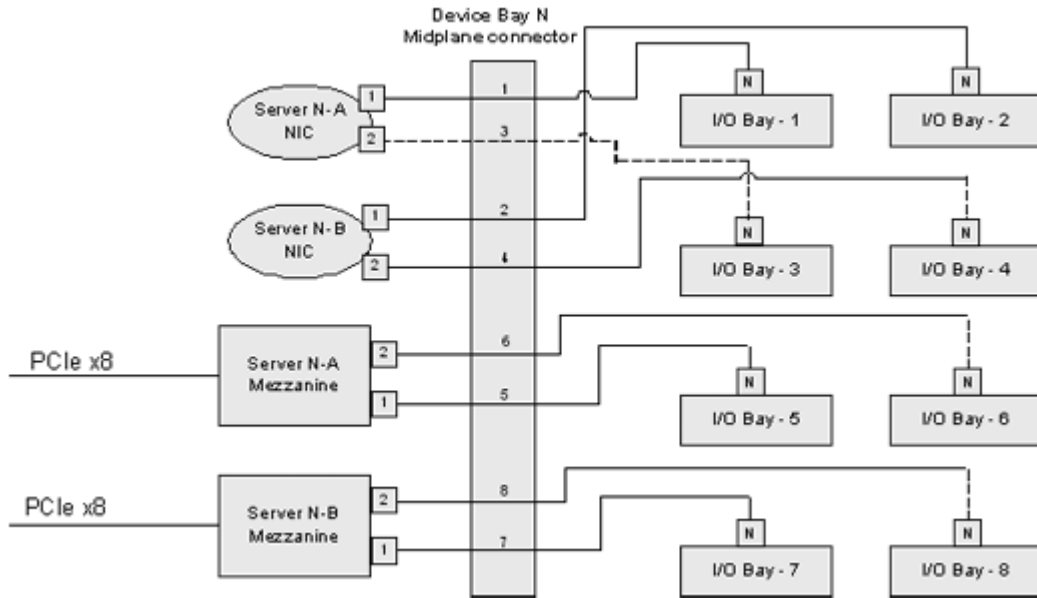 Device Bay N
Midplane connector
Server N-A
NIC
1
2
1
3
N
I/O Bay - 1
N
I/O Bay - 2
Server N-B
NIC
1
2
2
4
N
I/O Bay - 3
N
I/O Bay - 4
PCIe x8
Server N-A
Mezzanine
2
1
6
5
N
I/O Bay - 5
N
I/O Bay - 6
PCIe x8
Server N-B
Mezzanine
2
1
8
7
N
I/O Bay - 7
N
I/O Bay - 8